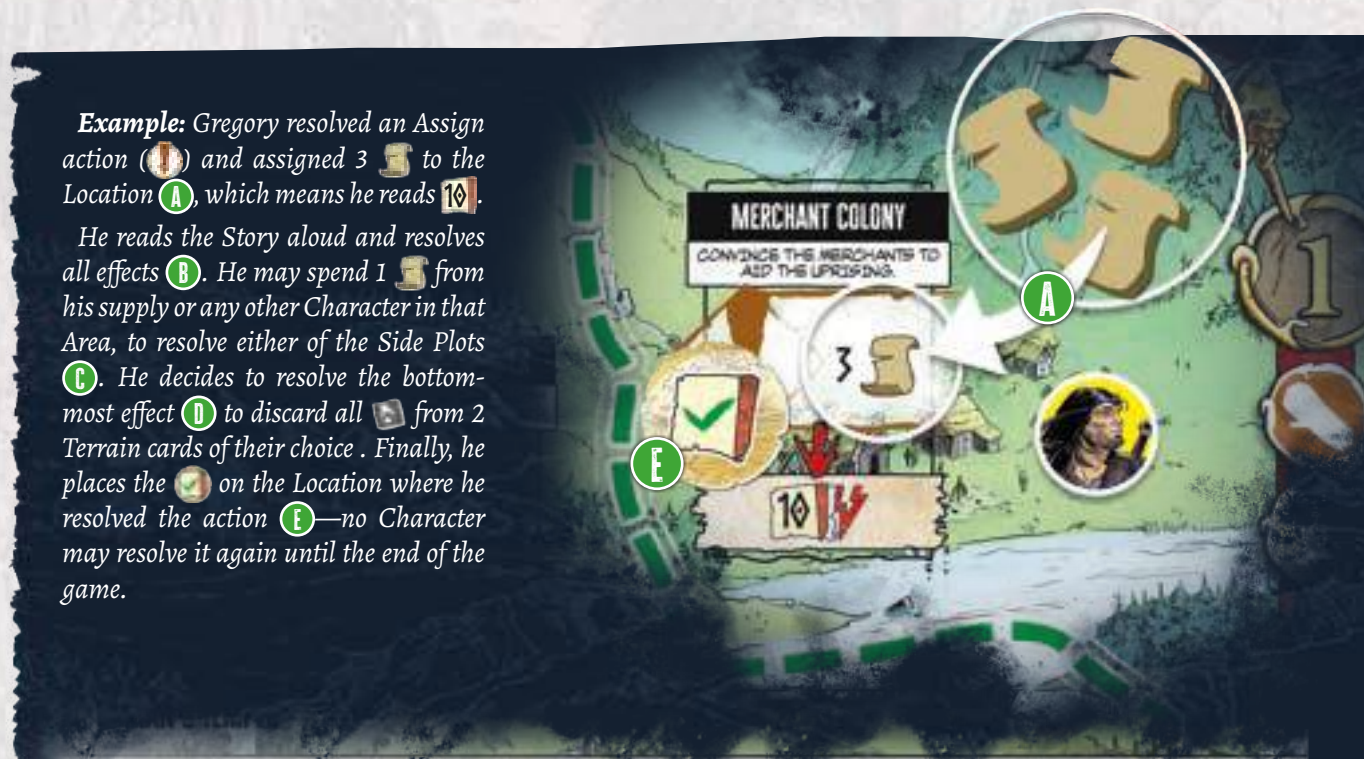 Example: Gregory resolved an Assign
action () and assigned 3 to the
Location A, which means he reads 10.
He reads the Story aloud and resolves
all effects B. He may spend 1 from
his supply or any other Character in that
Area, to resolve either of the Side Plots
C. He decides to resolve the bottom-
most effect D to discard all from 2
Terrain cards of their choice . Finally, he
places the on the Location where he
resolved the action E—no Character
may resolve it again until the end of the
game.
MERCHANT COLONY
CONVINCE THE MERCHANTS TO
AID THE UPRISING.
A
3
1
E
10